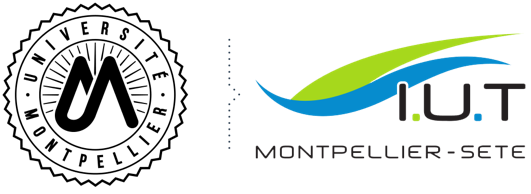 UNIVERSITÉ
MONTPELLIER
I.U.T
MONTPELLIER - SETE